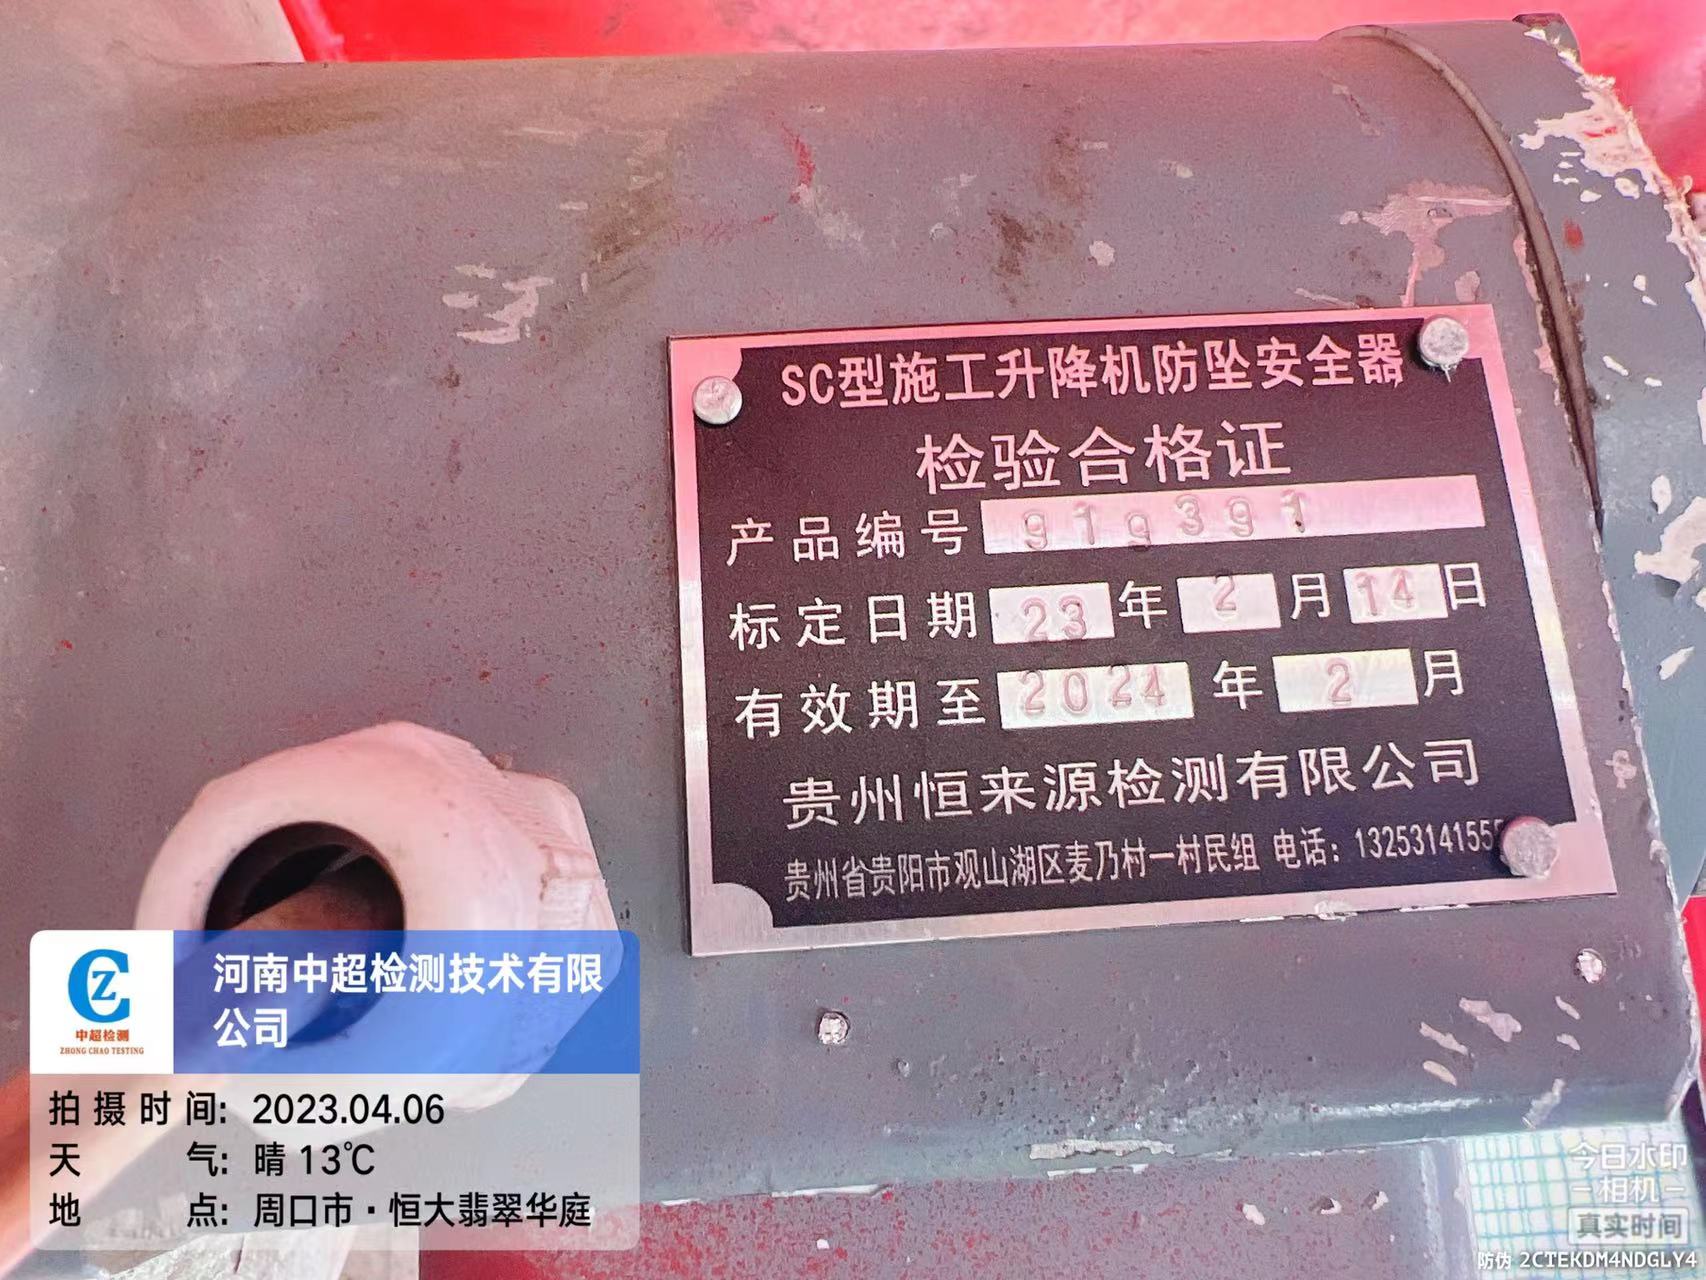 SC型施工升降机防坠安全器
检验合格证
产品编号 919391
标定日期 23 年 2 月 14 日
有效期至 2024 年 2 月
贵州恒来源检测有限公司
贵州省贵阳市观山湖区麦乃村一村民组 电话：1325314155
中超检测
ZHONG CHAO TESTING
河南中超检测技术有限
公司
拍摄时间: 2023.04.06
天气: 晴 13℃
地点: 周口市·恒大翡翠华庭
今日水印
-相机-
真实时间
防伪 2CTEKDM4NDGLY4